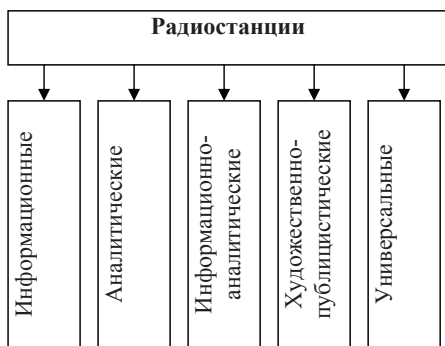 Радиостанции
Информационные
Аналитические
Информационно-
аналитические
Художественно-
публицистические
Универсальные